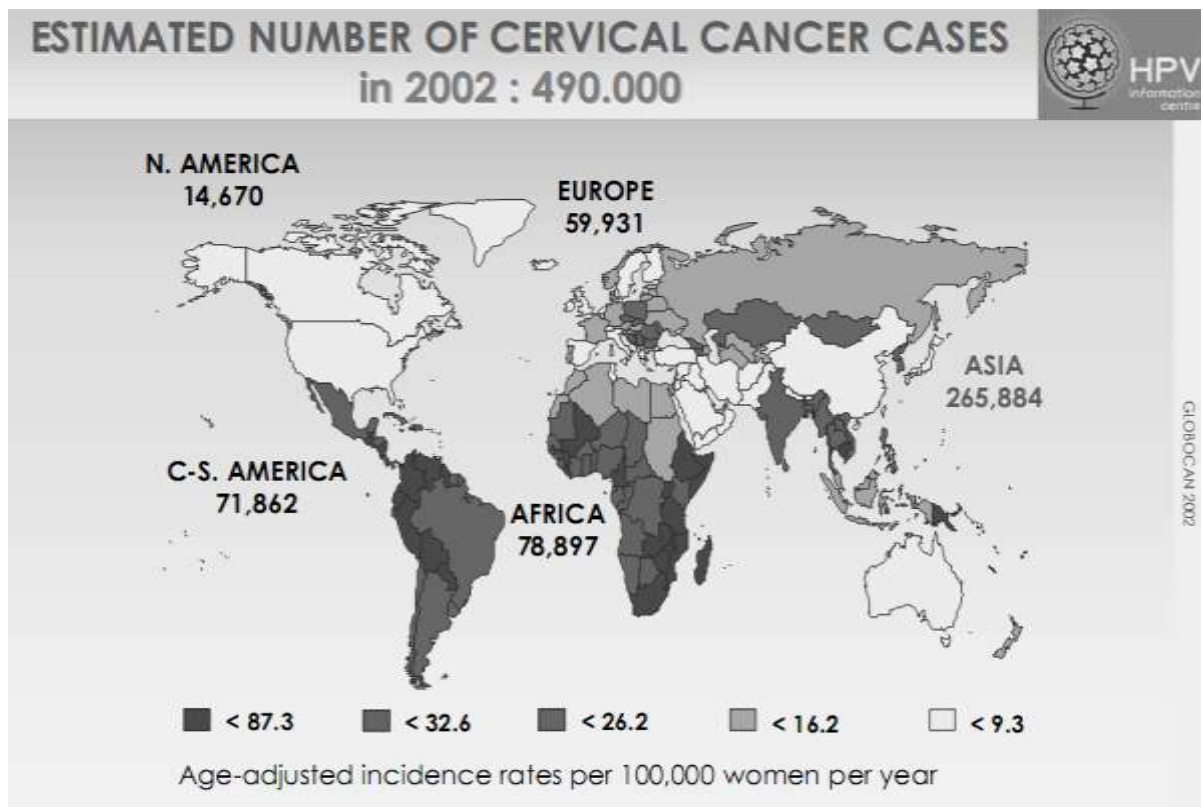 ESTIMATED NUMBER OF CERVICAL CANCER CASES
in 2002 : 490.000
HPV
information
centre
N. AMERICA
14,670
EUROPE
59,931
ASIA
265,884
C-S. AMERICA
71,862
AFRICA
78,897
GLOBOCAN 2002
< 87.3 < 32.6 < 26.2 < 16.2 < 9.3
Age-adjusted incidence rates per 100,000 women per year